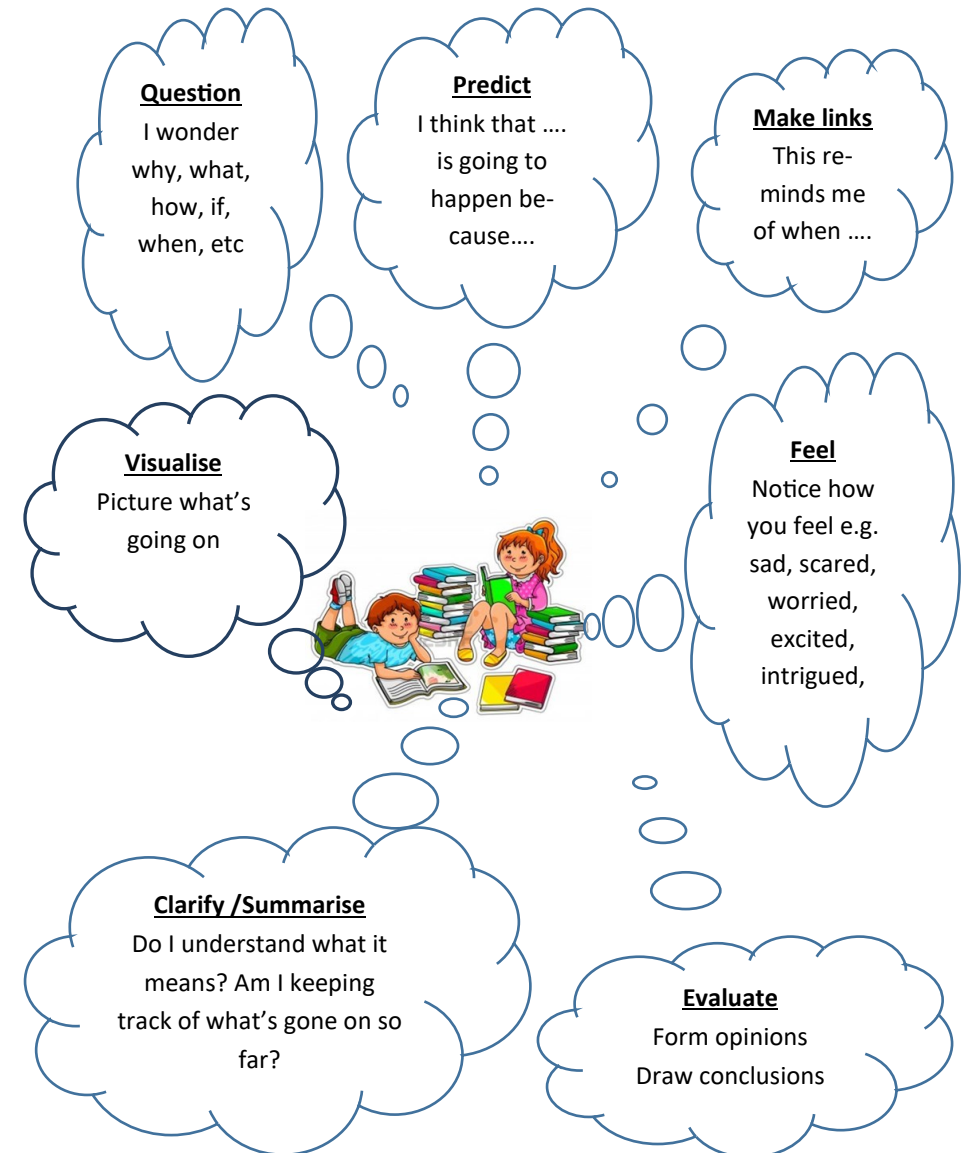 Question
I wonder
why, what,
how, if,
when, etc
Predict
I think that ....
is going to
happen be-
cause....
Make links
This re-
minds me
of when ....
Visualise
Picture what's
going on
Feel
Notice how
you feel e.g.
sad, scared,
worried,
excited,
intrigued,
Clarify /Summarise
Do I understand what it
means? Am I keeping
track of what's gone on so
far?
Evaluate
Form opinions
Draw conclusions